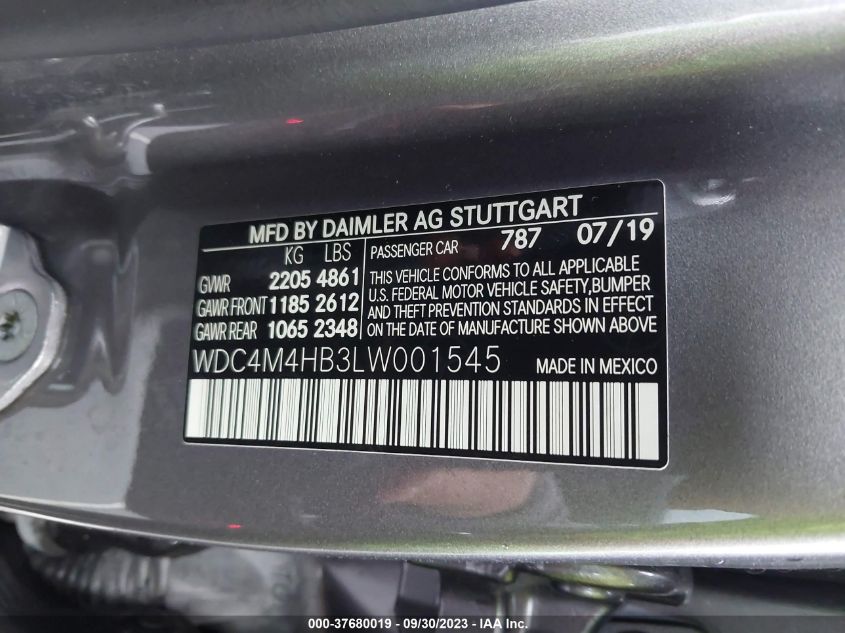 MFD BY DAIMLER AG STUTTGART
KG LBS
GVWR 2205 4861
GAWR FRONT 1185 2612
GAWR REAR 1065 2348
PASSENGER CAR 787 07/19
THIS VEHICLE CONFORMS TO ALL APPLICABLE
U.S. FEDERAL MOTOR VEHICLE SAFETY,BUMPER
AND THEFT PREVENTION STANDARDS IN EFFECT
ON THE DATE OF MANUFACTURE SHOWN ABOVE
WDC4M4HB3LW001545 MADE IN MEXICO
000-37680019 - 09/30/2023 - IAA Inc.